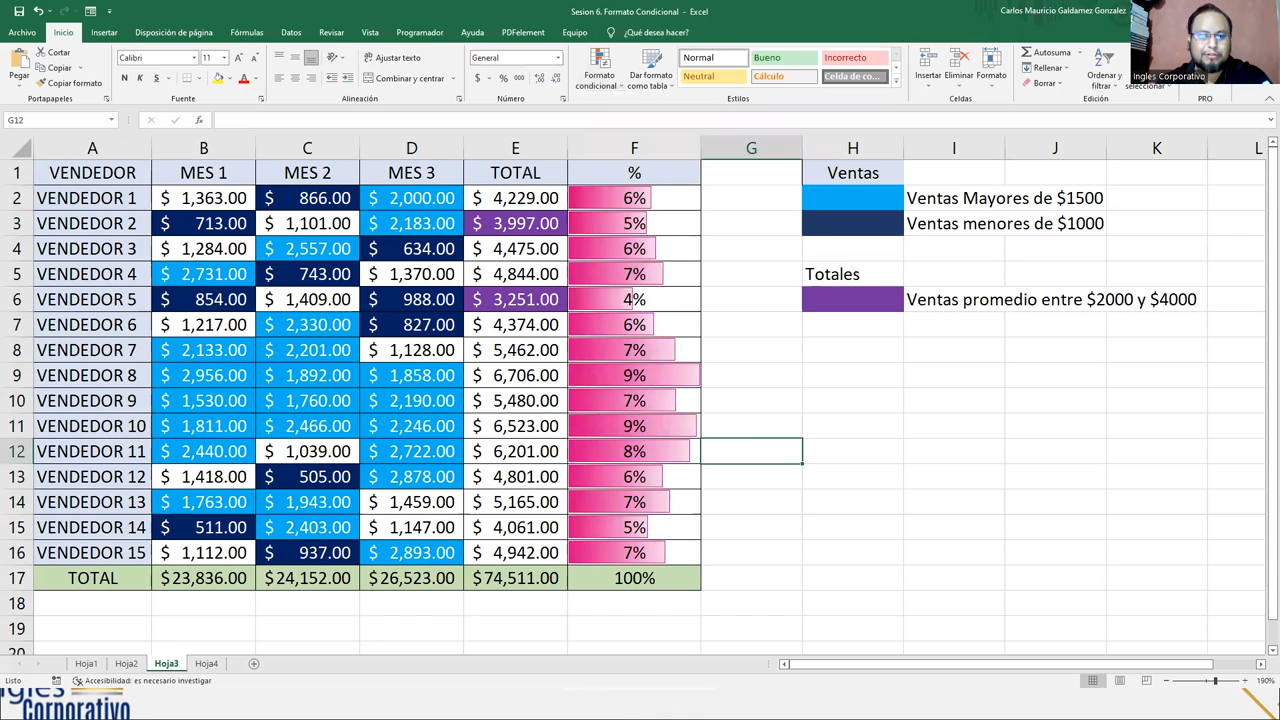 Sesion 6. Formato Condicional - Excel
Carlos Mauricio Galdamez Gonzalez
Archivo Inicio Insertar Disposición de página Fórmulas Datos Revisar Vista Programador Ayuda PDFelement Equipo ¿Qué desea hacer?
Pegar
Cortar
Copiar
Copiar formato
Portapapeles
Calibri 11
N K S
Fuente
Ajustar texto
Combinar y centrar
Alineación
General
$ % 000
Número
Formato condicional
Dar formato como tabla
Normal Bueno Incorrecto
Neutral Cálculo Celda de co...
Estilos
Insertar Eliminar Formato
Celdas
Autosuma
Rellenar
Borrar
Ordenar y filtrar
seleccionar
Edición
PRO
Ingles Corporativo
G12
fx
A B C D E F G H I J K L
1 VENDEDOR MES 1 MES 2 MES 3 TOTAL % Ventas
2 VENDEDOR 1 $ 1,363.00 $ 866.00 $ 2,000.00 $ 4,229.00 6% Ventas Mayores de $1500
3 VENDEDOR 2 $ 713.00 $ 1,101.00 $ 2,183.00 $ 3,997.00 5% Ventas menores de $1000
4 VENDEDOR 3 $ 1,284.00 $ 2,557.00 $ 634.00 $ 4,475.00 6%
5 VENDEDOR 4 $ 2,731.00 $ 743.00 $ 1,370.00 $ 4,844.00 7% Totales
6 VENDEDOR 5 $ 854.00 $ 1,409.00 $ 988.00 $ 3,251.00 4% Ventas promedio entre $2000 y $4000
7 VENDEDOR 6 $ 1,217.00 $ 2,330.00 $ 827.00 $ 4,374.00 6%
8 VENDEDOR 7 $ 2,133.00 $ 2,201.00 $ 1,128.00 $ 5,462.00 7%
9 VENDEDOR 8 $ 2,956.00 $ 1,892.00 $ 1,858.00 $ 6,706.00 9%
10 VENDEDOR 9 $ 1,530.00 $ 1,760.00 $ 2,190.00 $ 5,480.00 7%
11 VENDEDOR 10 $ 1,811.00 $ 2,466.00 $ 2,246.00 $ 6,523.00 9%
12 VENDEDOR 11 $ 2,440.00 $ 1,039.00 $ 2,722.00 $ 6,201.00 8%
13 VENDEDOR 12 $ 1,418.00 $ 505.00 $ 2,878.00 $ 4,801.00 6%
14 VENDEDOR 13 $ 1,763.00 $ 1,943.00 $ 1,459.00 $ 5,165.00 7%
15 VENDEDOR 14 $ 511.00 $ 2,403.00 $ 1,147.00 $ 4,061.00 5%
16 VENDEDOR 15 $ 1,112.00 $ 937.00 $ 2,893.00 $ 4,942.00 7%
17 TOTAL $23,836.00 $24,152.00 $26,523.00 $74,511.00 100%
18
19
20
Hoja1 Hoja2 Hoja3 Hoja4
Listo Accesibilidad: es necesario investigar 190%
Ingles
Corporativo